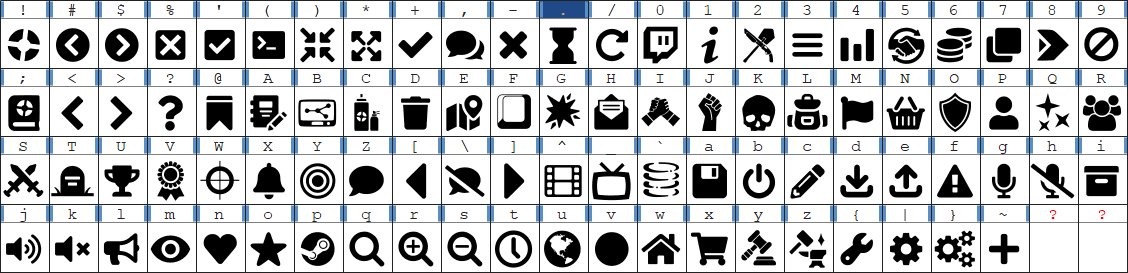 ! # $ % ' ( ) * + , - . / 0 1 2 3 4 5 6 7 8 9
; < > ? @ A B C D E F G H I J K L M N O P Q R
S T U V W X Y Z [ \ ] ^ _ ` a b c d e f g h i
j k l m n o p q r s t u v w x y z { | } ~ ? ?